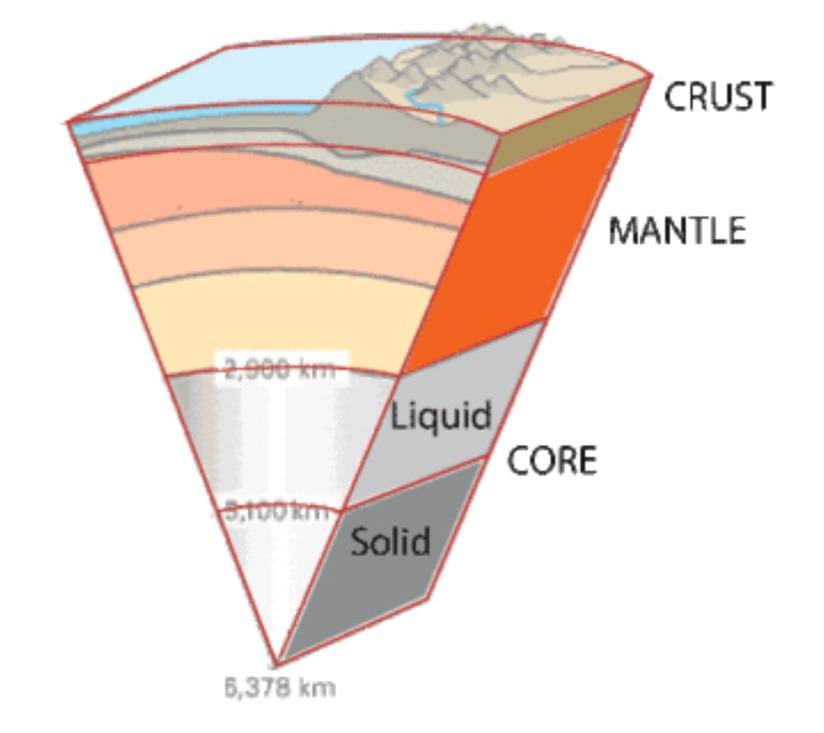 CRUST
MANTLE
2,900 km
Liquid
CORE
5,100 km
Solid
6,378 km